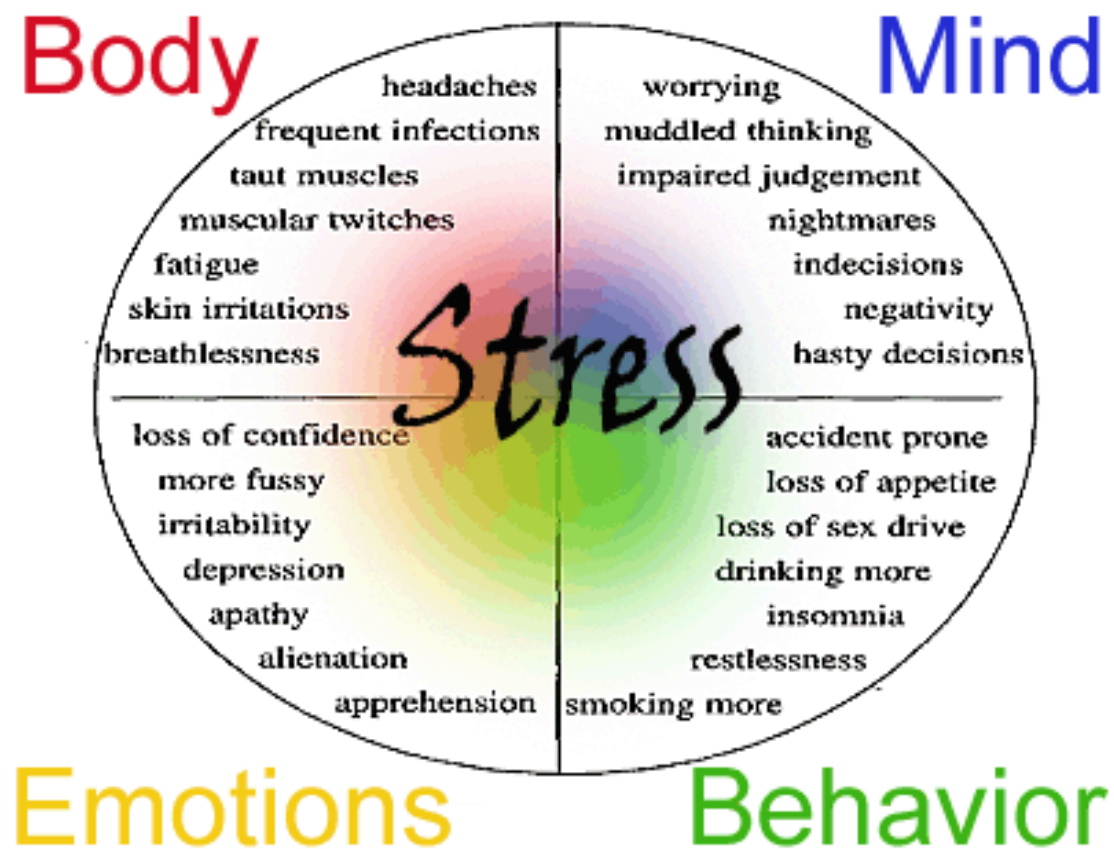 Body
headaches
frequent infections
taut muscles
muscular twitches
fatigue
skin irritations
breathlessness
Mind
worrying
muddled thinking
impaired judgement
nightmares
indecisions
negativity
hasty decisions
Stress
loss of confidence
more fussy
irritability
depression
apathy
alienation
apprehension
Emotions
accident prone
loss of appetite
loss of sex drive
drinking more
insomnia
restlessness
smoking more
Behavior